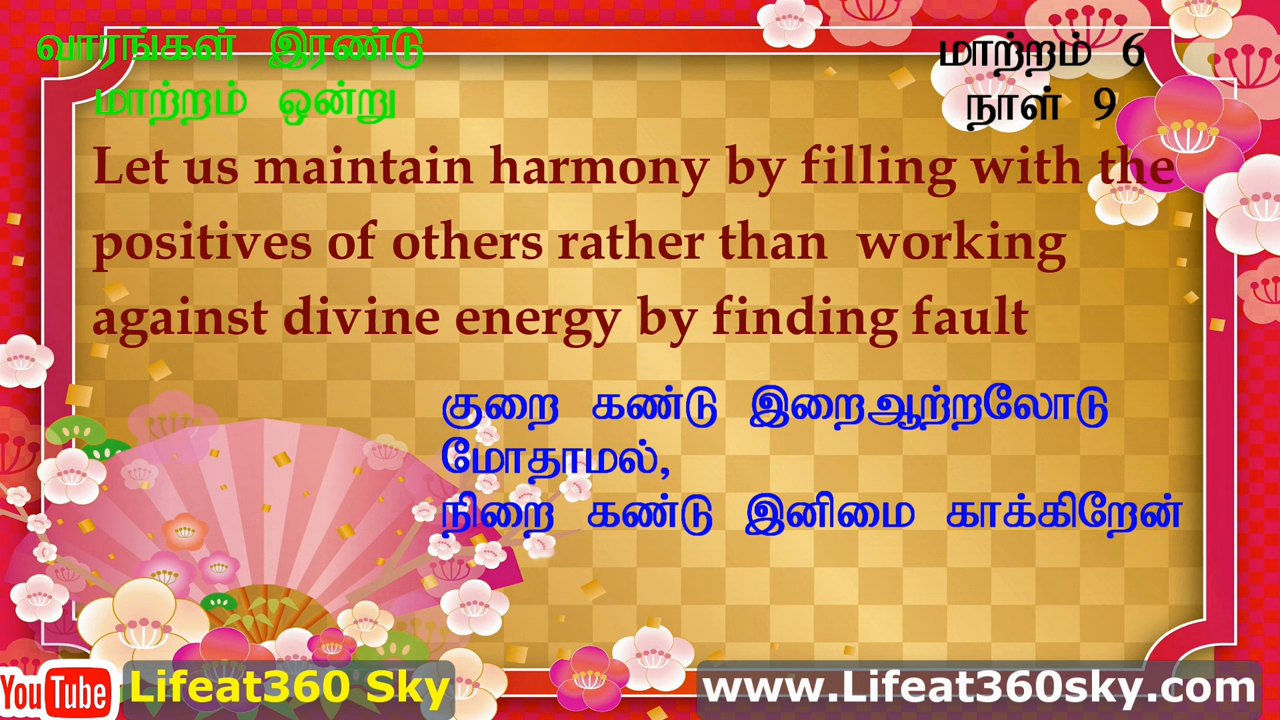 வாரங்கள் இரண்டு
மாற்றம் ஒன்று
மாற்றம் 6
நாள் 9
Let us maintain harmony by filling with the
positives of others rather than working
against divine energy by finding fault
குறை கண்டு இறைஆற்றலோடு
மோதாமல்,
நிறை கண்டு இனிமை காக்கிறேன்
YouTube Lifeat360 Sky
www.Lifeat360sky.com